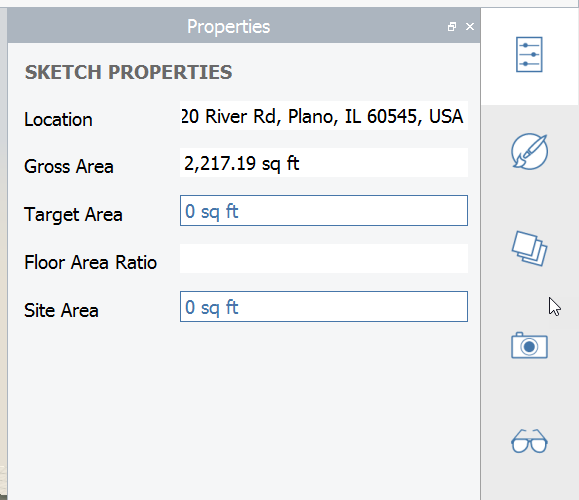 Properties
SKETCH PROPERTIES
Location 20 River Rd, Plano, IL 60545, USA
Gross Area 2,217.19 sq ft
Target Area 0 sq ft
Floor Area Ratio
Site Area 0 sq ft